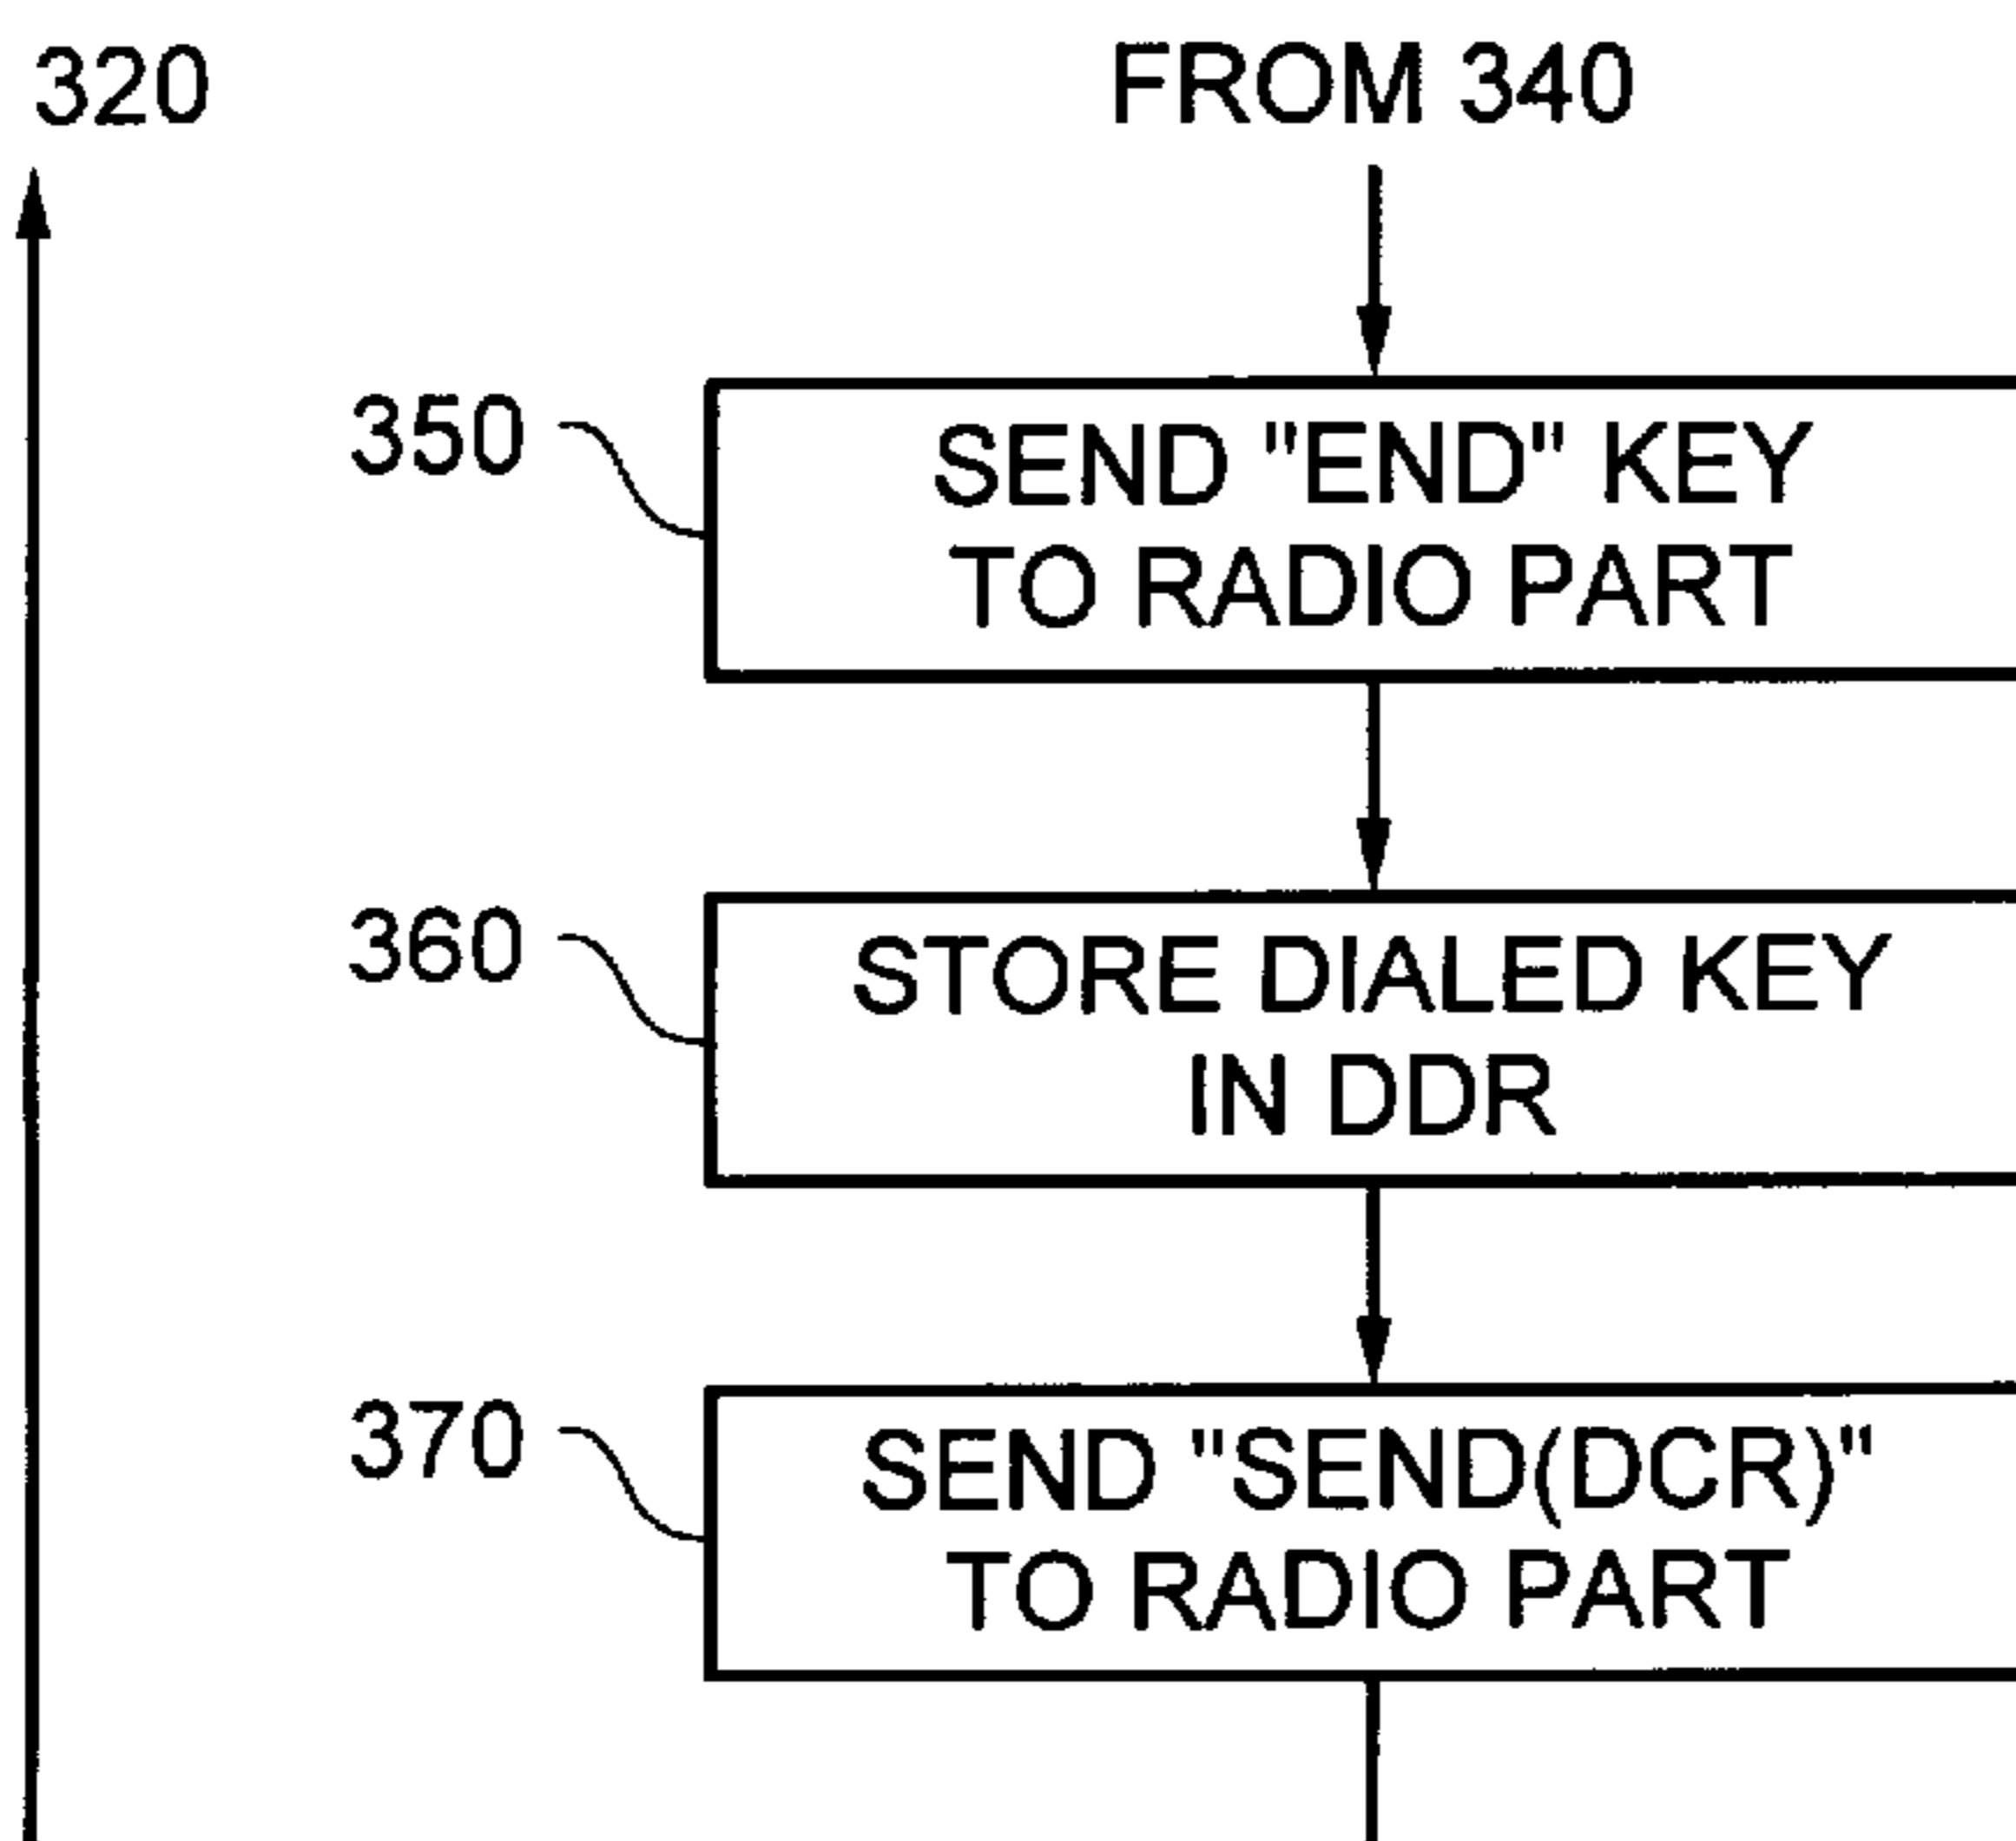 320
FROM 340
350
SEND "END" KEY
TO RADIO PART
360
STORE DIALED KEY
IN DDR
370
SEND "SEND(DCR)"
TO RADIO PART